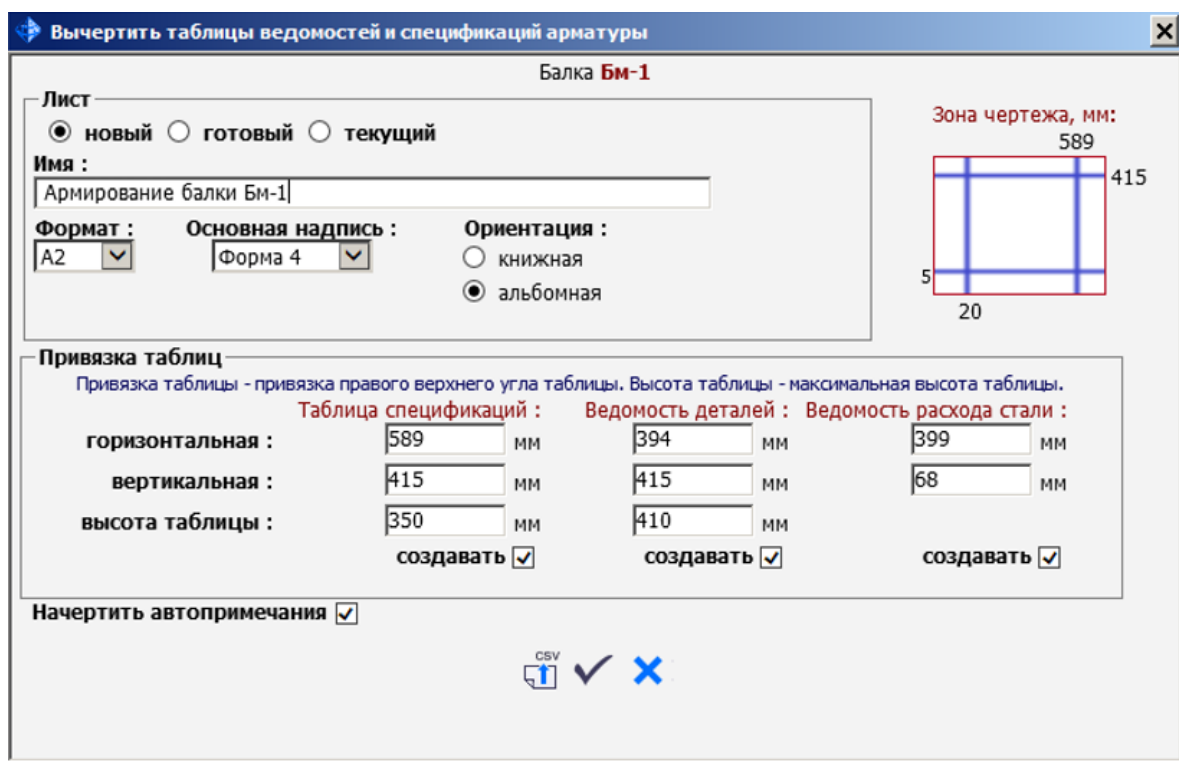 Вычертить таблицы ведомостей и спецификаций арматуры
Балка Бм-1
Лист
новый готовый текущий
Имя :
Армирование балки Бм-1
Формат : Основная надпись : Ориентация :
А2 Форма 4 книжная
альбомная
Зона чертежа, мм:
589
415
5
20
Привязка таблиц
Привязка таблицы - привязка правого верхнего угла таблицы. Высота таблицы - максимальная высота таблицы.
Таблица спецификаций : Ведомость деталей : Ведомость расхода стали :
горизонтальная : 589 мм 394 мм 399 мм
вертикальная : 415 мм 415 мм 68 мм
высота таблицы : 350 мм 410 мм
создавать создавать создавать
Начертить автопримечания
CSV